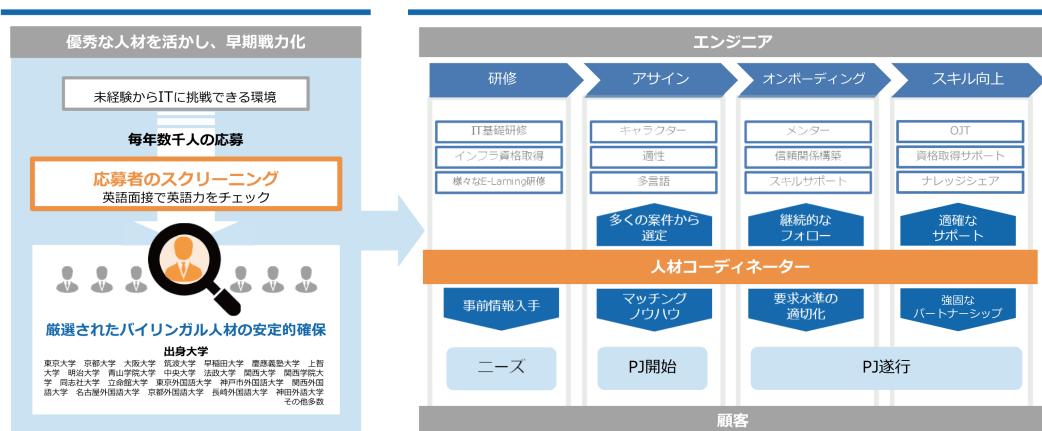 優秀な人材を活かし、早期戦力化
未経験からITに挑戦できる環境
毎年数千人の応募
応募者のスクリーニング
英語面接で英語力をチェック
厳選されたバイリンガル人材の安定的確保
出身大学
東京大学 京都大学 大阪大学 筑波大学 早稲田大学 慶應義塾大学 上智
大学 明治大学 青山学院大学 中央大学 法政大学 関西大学 関西学院大
学 同志社大学 立命館大学 東京外国語大学 神戸市外国語大学 関西外国
語大学 名古屋外国語大学 京都外国語大学 長崎外国語大学 神田外語大学
その他多数
エンジニア
研修
アサイン
オンボーディング
スキル向上
IT基礎研修
キャラクター
メンター
OJT
インフラ資格取得
適性
信頼関係構築
資格取得サポート
様々なE-Larning研修
多言語
スキルサポート
ナレッジシェア
多くの案件から
選定
継続的な
フォロー
適確な
サポート
人材コーディネーター
事前情報入手
マッチング
ノウハウ
要求水準の
適切化
強固な
パートナーシップ
ニーズ
PJ開始
PJ遂行
顧客